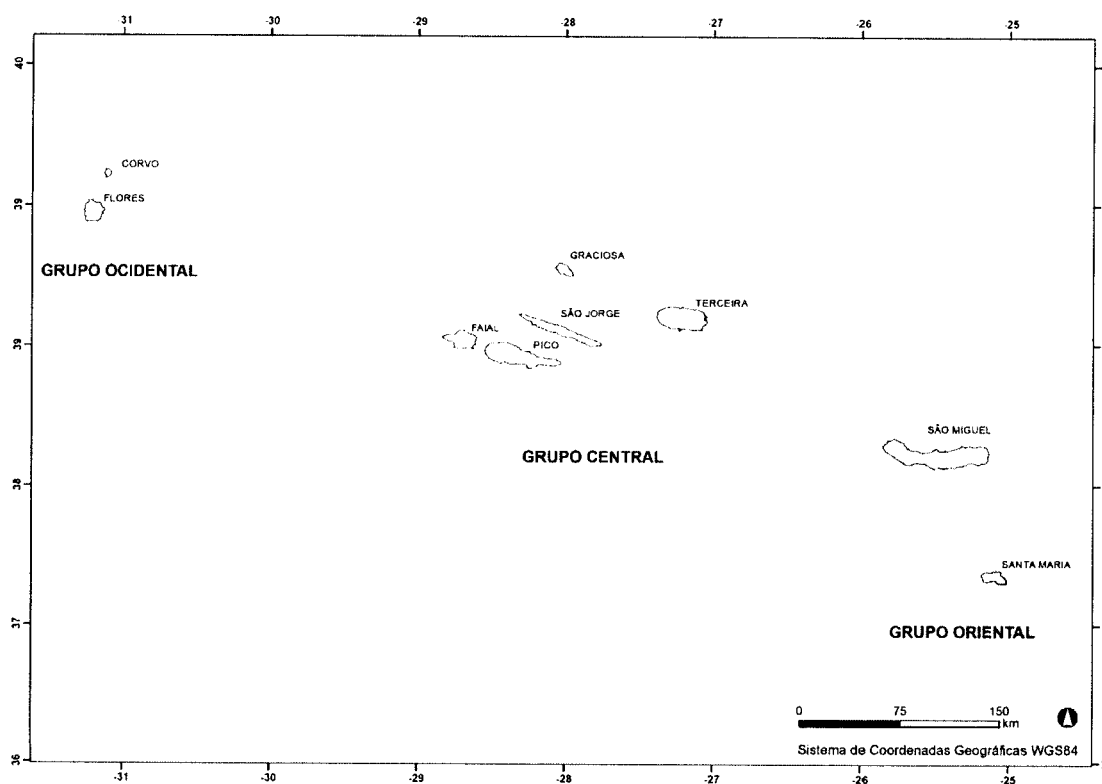 -31 -30 -29 -28 -27 -26 -25
40
CORVO
39
FLORES
GRUPO OCIDENTAL
GRACIOSA
TERCEIRA
SÃO JORGE
FAIAL
39
PICO
SÃO MIGUEL
GRUPO CENTRAL
38
SANTA MARIA
37
GRUPO ORIENTAL
0 75 150
km
Sistema de Coordenadas Geográficas WGS84
36
-31 -30 -29 -28 -27 -26 -25